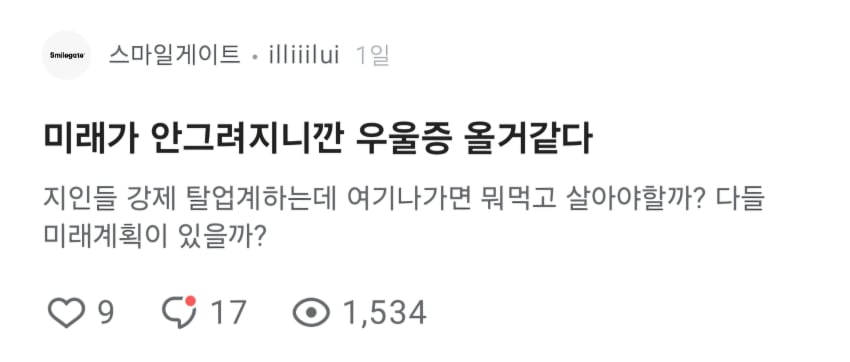 Smilegate 스마일게이트 • illiiilui 1일
미래가 안그려지니깐 우울증 올거같다
지인들 강제 탈업계하는데 여기나가면 뭐먹고 살아야할까? 다들
미래계획이 있을까?
9 17 1,534